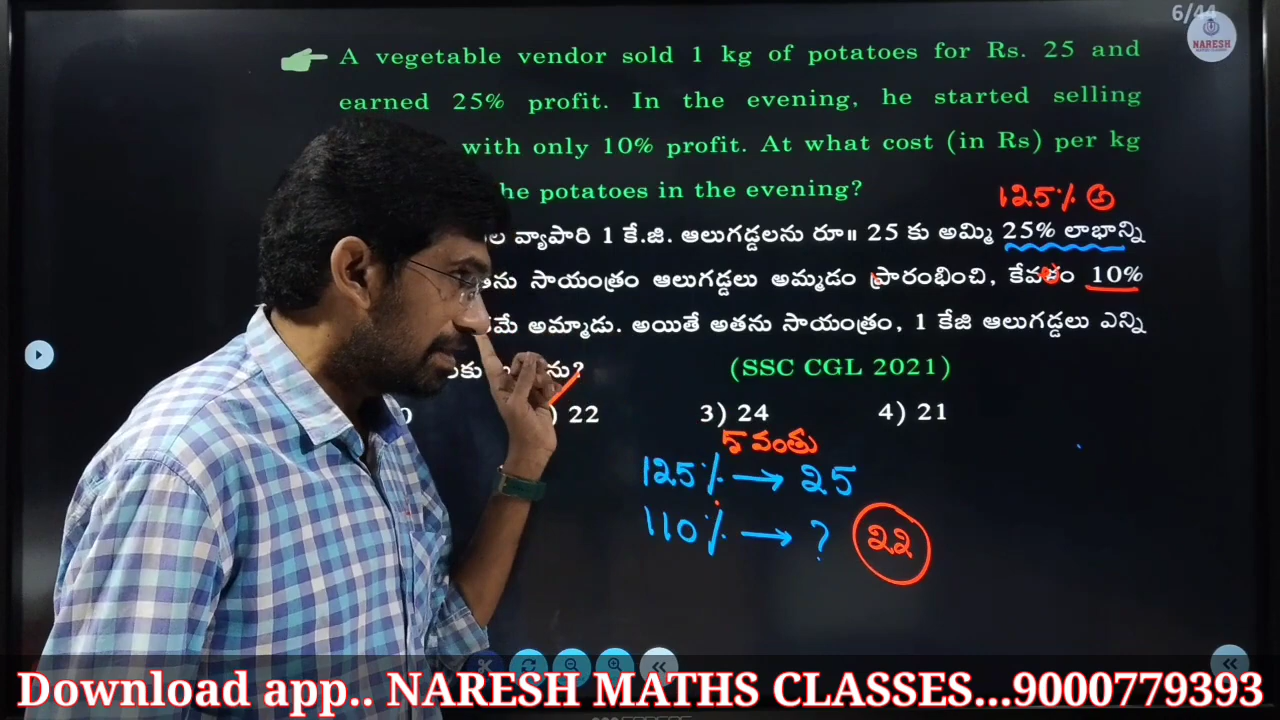 6/44
NARESH
A vegetable vendor sold 1 kg of potatoes for Rs. 25 and
earned 25% profit. In the evening, he started selling
with only 10% profit. At what cost (in Rs) per kg
he potatoes in the evening?
125%
వ్యాపారి 1 కే.జి. ఆలుగడ్డలను రూ॥ 25 కు అమ్మి 25% లాభాన్ని
సాయంత్రం ఆలుగడ్డలు అమ్మడం ప్రారంభించి, కేవలం 10%
అమ్మాడు. అయితే అతను సాయంత్రం, 1 కేజి ఆలుగడ్డలు ఎన్ని
(SSC CGL 2021)
) 22 3) 24 4) 21
5 వంతు
125% → 25
110% → ? 22
Download app.. NARESH MATHS CLASSES...9000779393